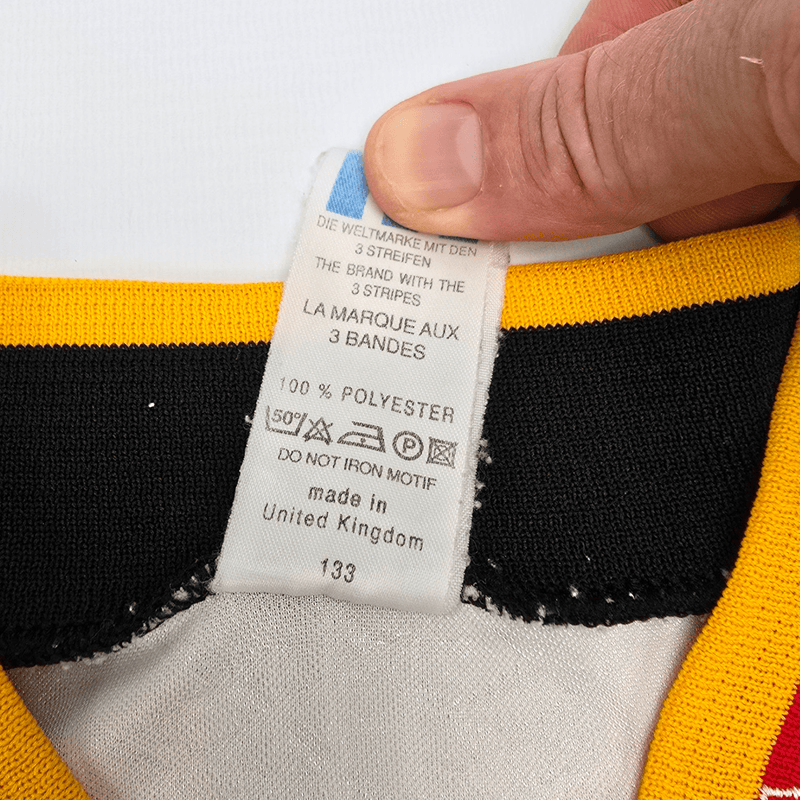 DIE WELTMARKE MIT DEN
3 STREIFEN
THE BRAND WITH THE
3 STRIPES
LA MARQUE AUX
3 BANDES
100 % POLYESTER
50° P
DO NOT IRON MOTIF
made in
United Kingdom
133